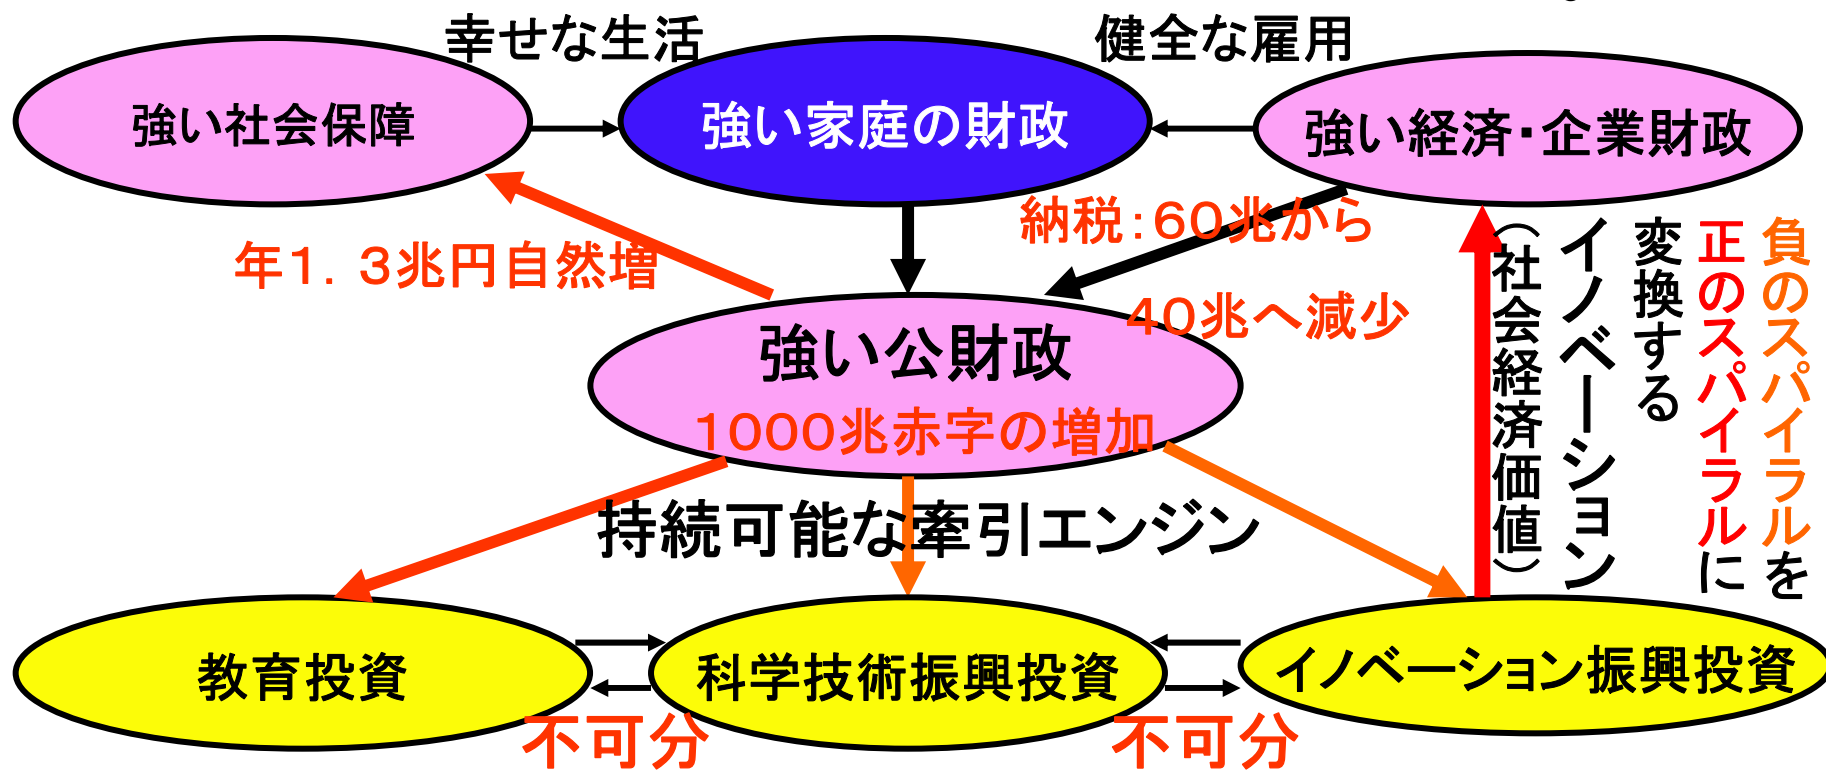 幸せな生活
健全な雇用
強い社会保障
強い家庭の財政
強い経済・企業財政
納税：６０兆から
年１．３兆円自然増
４０兆へ減少
強い公財政
１０００兆赤字の増加
負のスパイラルを
正のスパイラルに
変換する
イノベーション
（社会経済価値）
持続可能な牽引エンジン
教育投資
科学技術振興投資
イノベーション振興投資
不可分
不可分